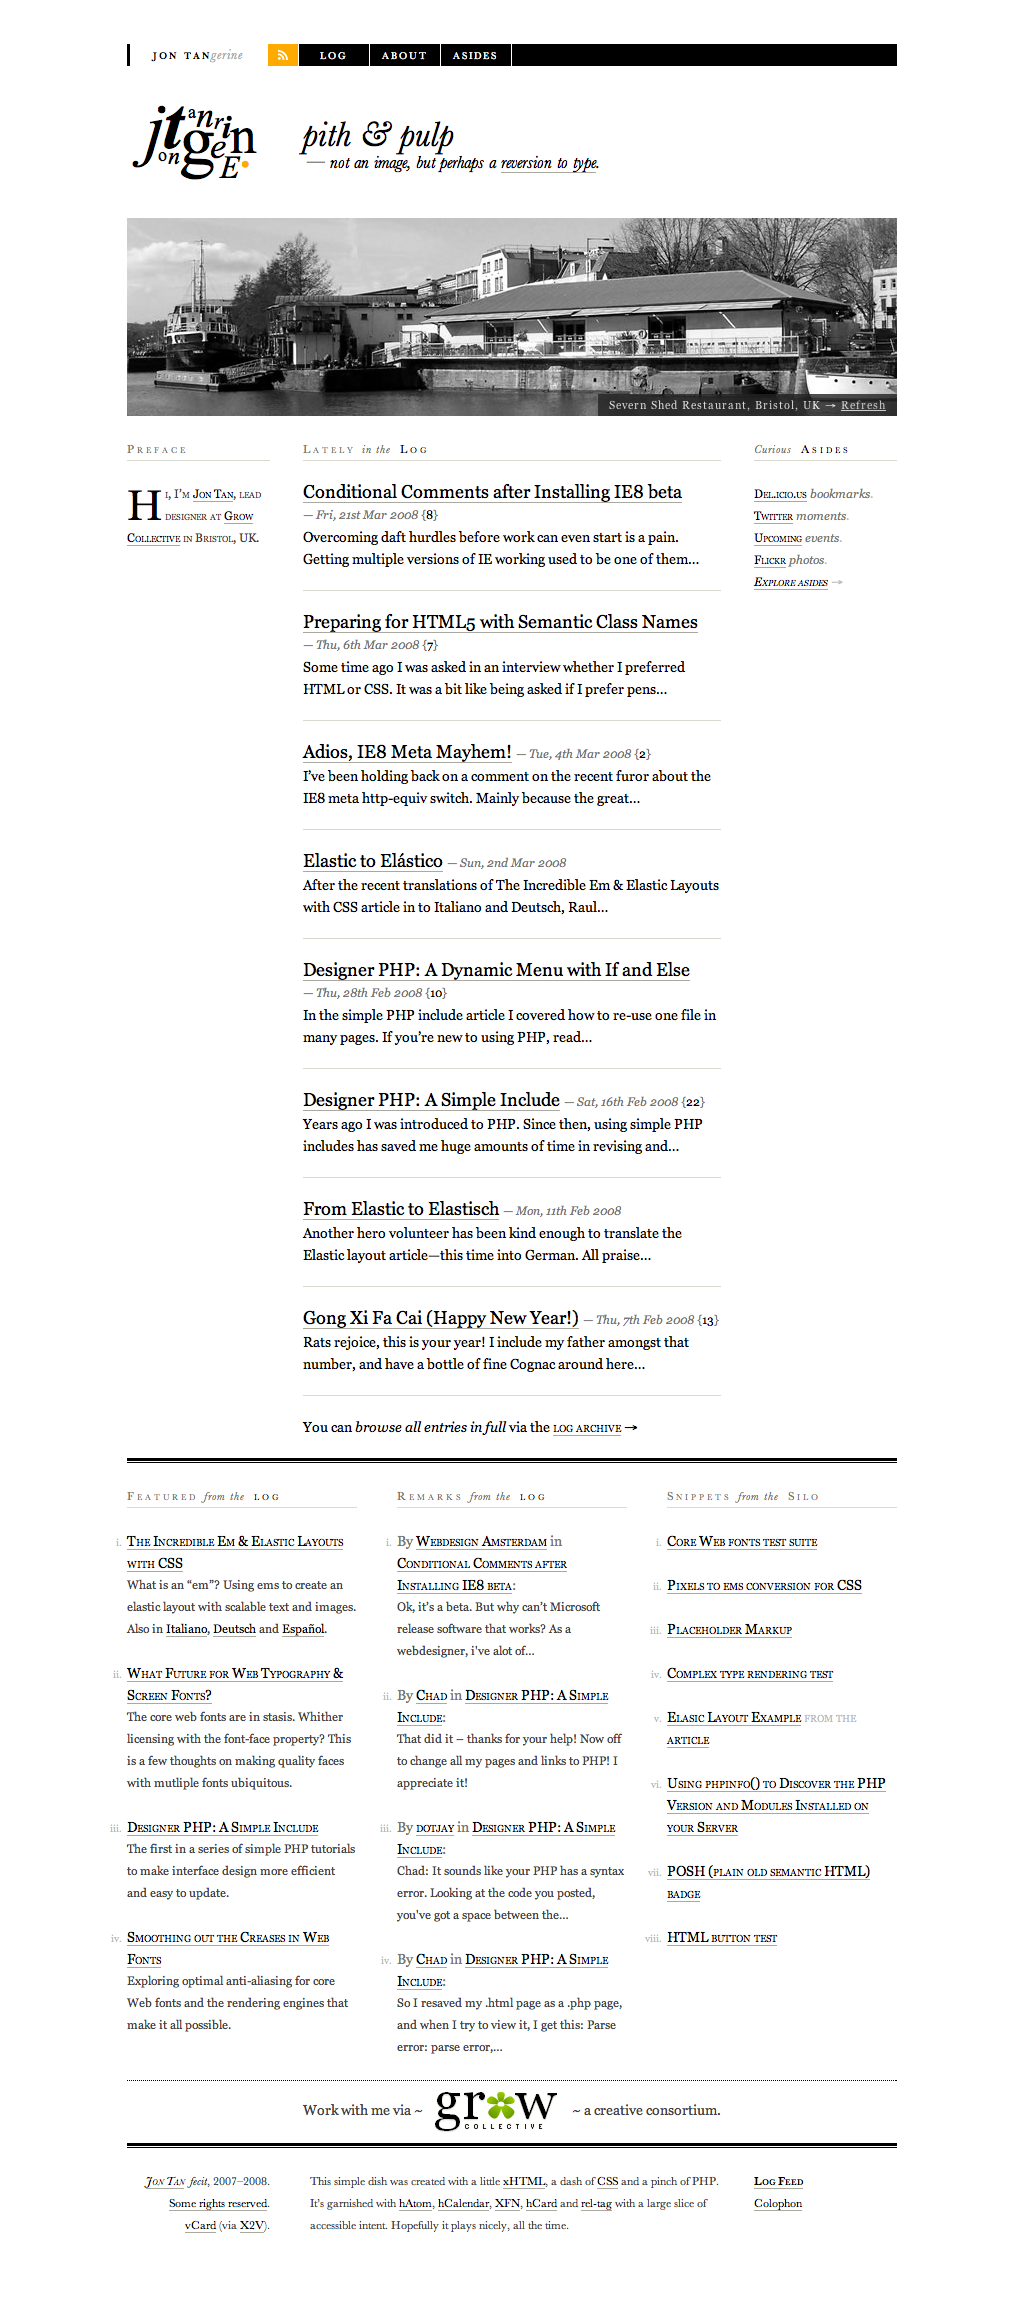 JON TANgerine
LOG
ABOUT
ASIDES
jtangerinE
on
pith & pulp
— not an image, but perhaps a reversion to type.
Severn Shed Restaurant, Bristol, UK → Refresh
Preface
Hi, I'm Jon Tan, lead
designer at Grow
Collective in Bristol, UK.
Lately in the Log
Conditional Comments after Installing IE8 beta
— Fri, 21st Mar 2008 {8}
Overcoming daft hurdles before work can even start is a pain.
Getting multiple versions of IE working used to be one of them…
Preparing for HTML5 with Semantic Class Names
— Thu, 6th Mar 2008 {7}
Some time ago I was asked in an interview whether I preferred
HTML or CSS. It was a bit like being asked if I prefer pens…
Adios, IE8 Meta Mayhem! — Tue, 4th Mar 2008 {2}
I've been holding back on a comment on the recent furor about the
IE8 meta http-equiv switch. Mainly because the great…
Elastic to Elástico — Sun, 2nd Mar 2008
After the recent translations of The Incredible Em & Elastic Layouts
with CSS article in to Italiano and Deutsch, Raul…
Designer PHP: A Dynamic Menu with If and Else
— Thu, 28th Feb 2008 {10}
In the simple PHP include article I covered how to re-use one file in
many pages. If you're new to using PHP, read…
Designer PHP: A Simple Include — Sat, 16th Feb 2008 {22}
Years ago I was introduced to PHP. Since then, using simple PHP
includes has saved me huge amounts of time in revising and…
From Elastic to Elastisch — Mon, 11th Feb 2008
Another hero volunteer has been kind enough to translate the
Elastic layout article—this time into German. All praise…
Gong Xi Fa Cai (Happy New Year!) — Thu, 7th Feb 2008 {13}
Rats rejoice, this is your year! I include my father amongst that
number, and have a bottle of fine Cognac around here…
You can browse all entries in full via the log archive →
Curious Asides
Del.icio.us bookmarks.
Twitter moments.
Upcoming events.
Flickr photos.
Explore asides →
Featured from the log
i. The Incredible Em & Elastic Layouts
with CSS
What is an “em”? Using ems to create an
elastic layout with scalable text and images.
Also in Italiano, Deutsch and Español.
ii. What Future for Web Typography &
Screen Fonts?
The core web fonts are in stasis. Whither
licensing with the font-face property? This
is a few thoughts on making quality faces
with mutliple fonts ubiquitous.
iii. Designer PHP: A Simple Include
The first in a series of simple PHP tutorials
to make interface design more efficient
and easy to update.
iv. Smoothing out the Creases in Web
Fonts
Exploring optimal anti-aliasing for core
Web fonts and the rendering engines that
make it all possible.
Remarks from the log
i. By Webdesign Amsterdam in
Conditional Comments after
Installing IE8 beta:
Ok, it's a beta. But why can't Microsoft
release software that works? As a
webdesigner, i've alot of…
ii. By Chad in Designer PHP: A Simple
Include:
That did it – thanks for your help! Now off
to change all my pages and links to PHP! I
appreciate it!
iii. By dotjay in Designer PHP: A Simple
Include:
Chad: It sounds like your PHP has a syntax
error. Looking at the code you posted,
you've got a space between the…
iv. By Chad in Designer PHP: A Simple
Include:
So I resaved my .html page as a .php page,
and when I try to view it, I get this: Parse
error: parse error,…
Snippets from the Silo
i. Core Web fonts test suite
ii. Pixels to ems conversion for CSS
iii. Placeholder Markup
iv. Complex type rendering test
v. Elasic Layout Example from the
article
vi. Using phpinfo() to Discover the PHP
Version and Modules Installed on
your Server
vii. POSH (plain old semantic HTML)
badge
viii. HTML button test
Work with me via ~ grow COLLECTIVE ~ a creative consortium.
Jon Tan fecit, 2007–2008.
Some rights reserved.
vCard (via X2V).
This simple dish was created with a little xHTML, a dash of CSS and a pinch of PHP.
It's garnished with hAtom, hCalendar, XFN, hCard and rel-tag with a large slice of
accessible intent. Hopefully it plays nicely, all the time.
Log Feed
Colophon